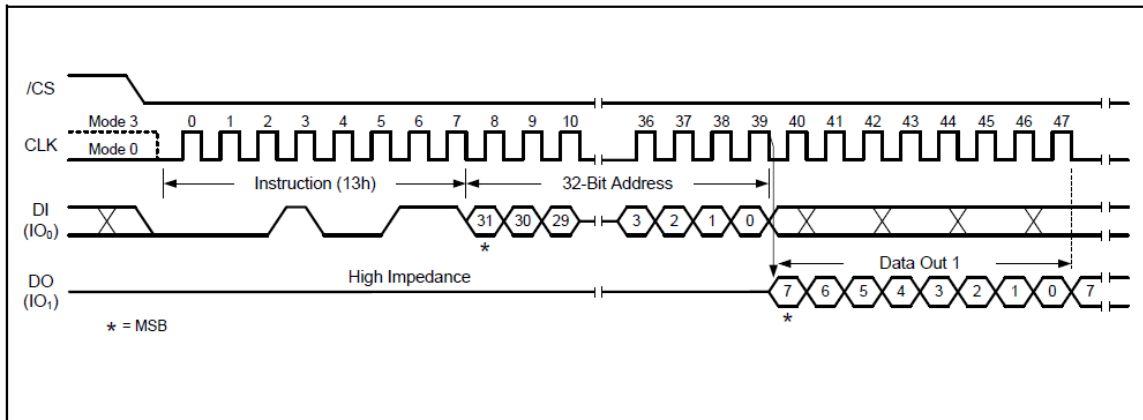 /CS
Mode 3 0 1 2 3 4 5 6 7 8 9 10 36 37 38 39 40 41 42 43 44 45 46 47
CLK
Mode 0
Instruction (13h) 32-Bit Address
DI
(IO₀)
31 30 29 3 2 1 0
*
Data Out 1
High Impedance
DO
(IO₁)
7 6 5 4 3 2 1 0 7
*
* = MSB